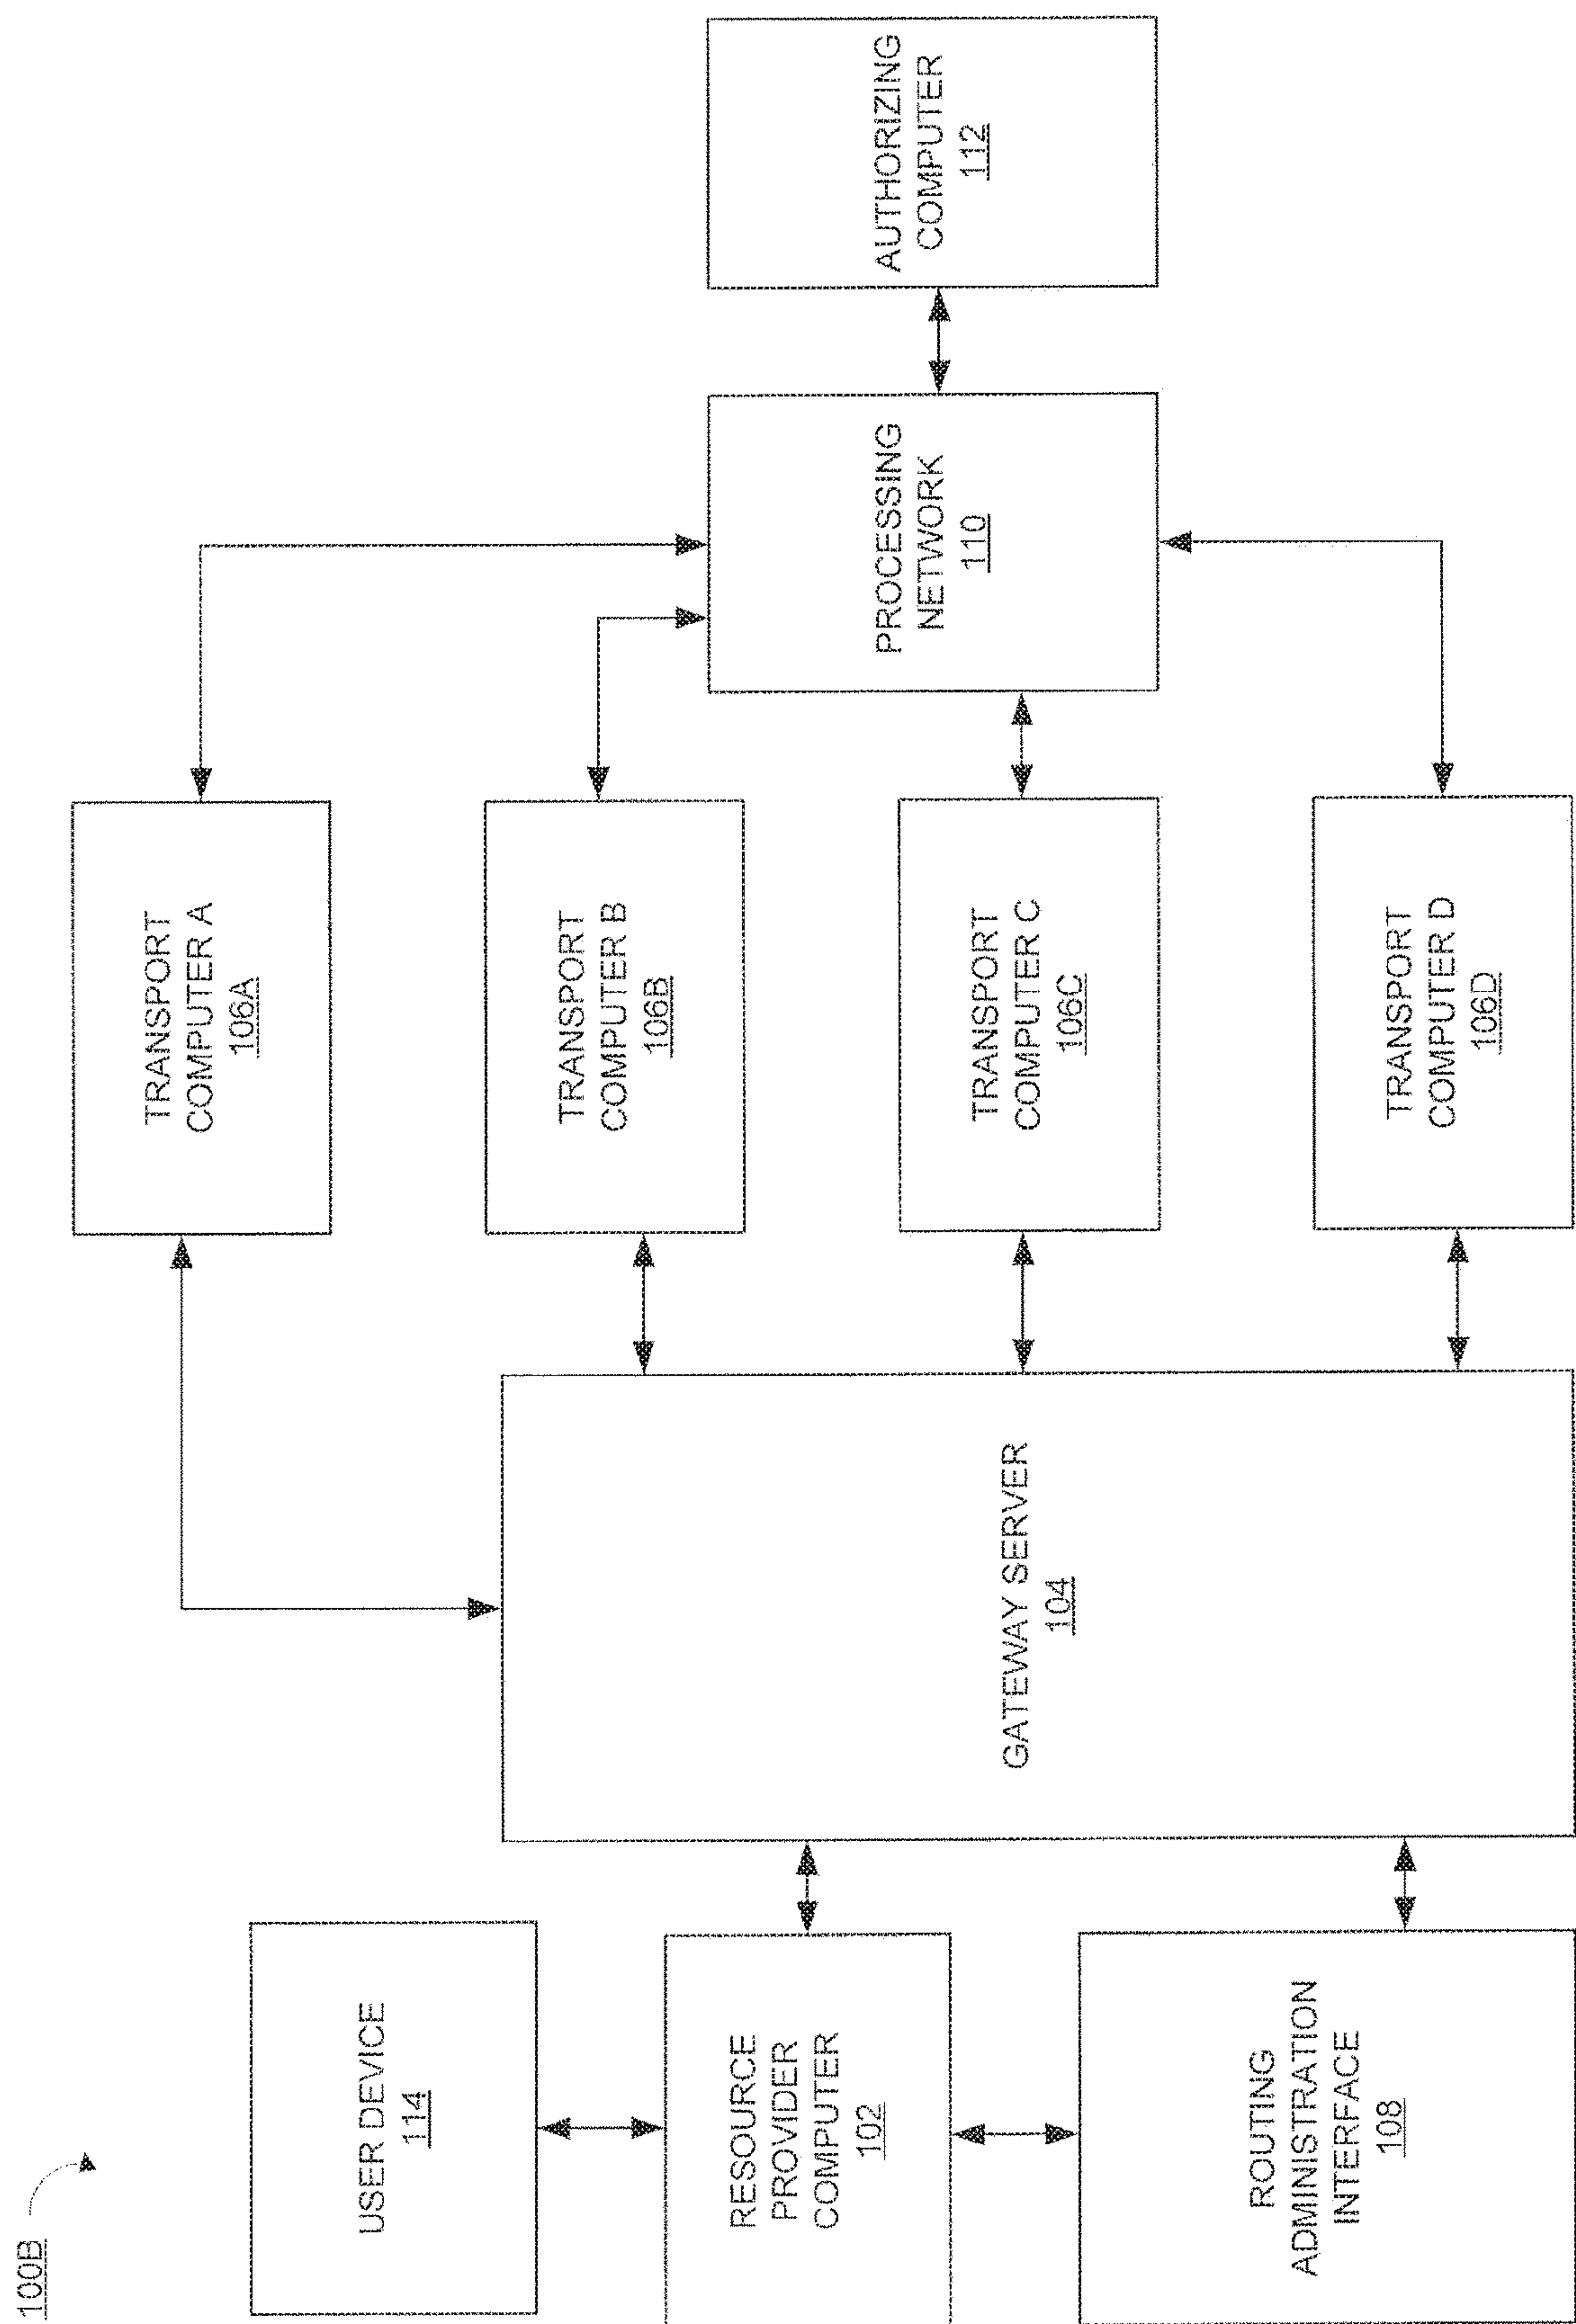 100B
USER DEVICE
114
RESOURCE
PROVIDER
COMPUTER
102
ROUTING
ADMINISTRATION
INTERFACE
108
GATEWAY SERVER
104
TRANSPORT
COMPUTER A
106A
TRANSPORT
COMPUTER B
106B
TRANSPORT
COMPUTER C
106C
TRANSPORT
COMPUTER D
106D
PROCESSING
NETWORK
110
AUTHORIZING
COMPUTER
112